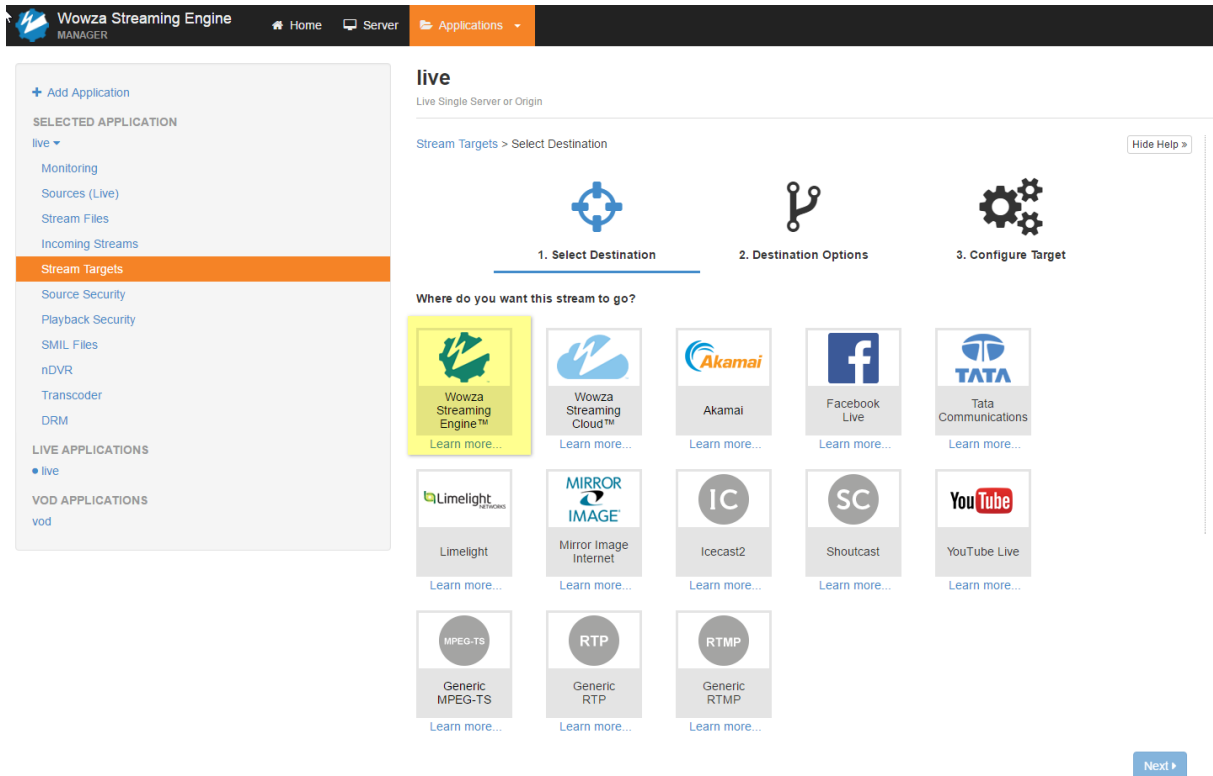 Wowza Streaming Engine
MANAGER
Home
Server
Applications
+ Add Application
SELECTED APPLICATION
live
Monitoring
Sources (Live)
Stream Files
Incoming Streams
Stream Targets
Source Security
Playback Security
SMIL Files
nDVR
Transcoder
DRM
LIVE APPLICATIONS
live
VOD APPLICATIONS
vod
live
Live Single Server or Origin
Stream Targets > Select Destination
Hide Help »
1. Select Destination
2. Destination Options
3. Configure Target
Where do you want this stream to go?
Wowza
Streaming
Engine™
Learn more...
Wowza
Streaming
Cloud™
Learn more...
Akamai
Akamai
Learn more...
f
Facebook
Live
Learn more...
TATA
Tata
Communications
Learn more...
Limelight
NETWORKS
Limelight
Learn more...
MIRROR
IMAGE
Mirror Image
Internet
Learn more...
IC
Icecast2
Learn more...
SC
Shoutcast
Learn more...
YouTube
YouTube Live
Learn more...
MPEG-TS
Generic
MPEG-TS
Learn more...
RTP
Generic
RTP
Learn more...
RTMP
Generic
RTMP
Learn more...
Next